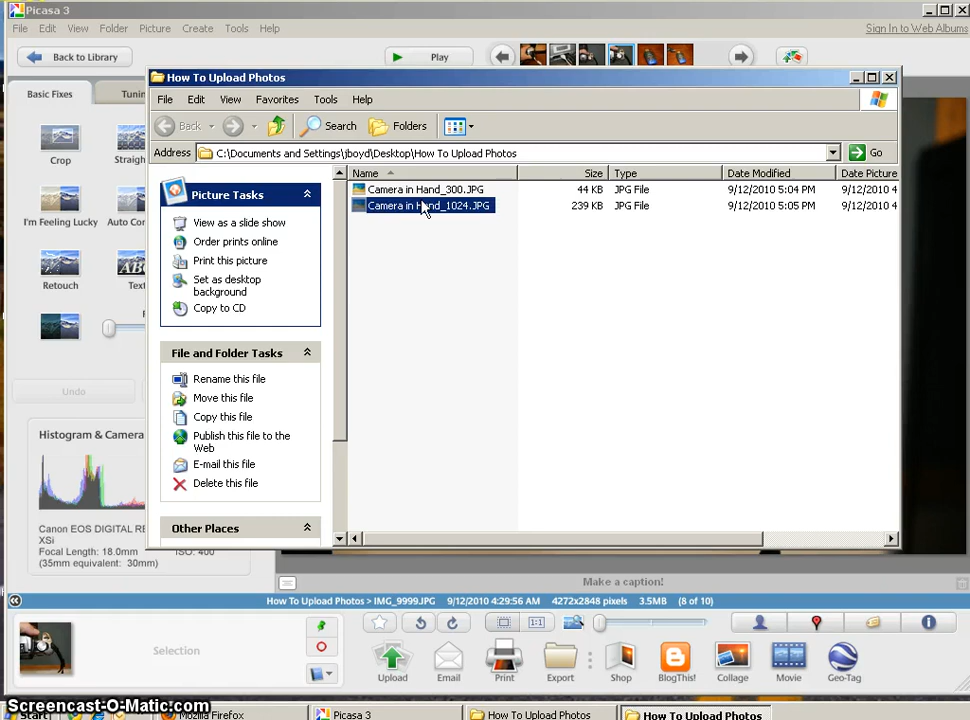 Picasa 3
File Edit View Folder Picture Create Tools Help
Sign In to Web Albums
Back to Library
Play
Basic Fixes
Crop
I'm Feeling Lucky
Retouch
How To Upload Photos
File Edit View Favorites Tools Help
Back
Search
Folders
Address C:\Documents and Settings\jboyd\Desktop\How To Upload Photos
Go
Picture Tasks
View as a slide show
Order prints online
Print this picture
Set as desktop
background
Copy to CD
File and Folder Tasks
Rename this file
Move this file
Copy this file
Publish this file to the
Web
E-mail this file
Delete this file
Other Places
Name Size Type Date Modified Date Picture
Camera in Hand_300.JPG 44 KB JPG File 9/12/2010 5:04 PM 9/12/2010 4
Camera in Hand_1024.JPG 239 KB JPG File 9/12/2010 5:05 PM 9/12/2010 4
Undo
Histogram & Camera
Canon EOS DIGITAL RE
XSi
Focal Length: 18.0mm ISO: 400
(35mm equivalent: 30mm)
Make a caption!
How To Upload Photos > IMG_9999.JPG 9/12/2010 4:29:56 AM 4272x2848 pixels 3.5MB (8 of 10)
Selection
1:1
Upload
Email
Print
Export
Shop
BlogThis!
Collage
Movie
Geo-Tag
Screencast-O-Matic.com
Start
Mozilla Firefox
Picasa 3
How To Upload Photos
How To Upload Photos